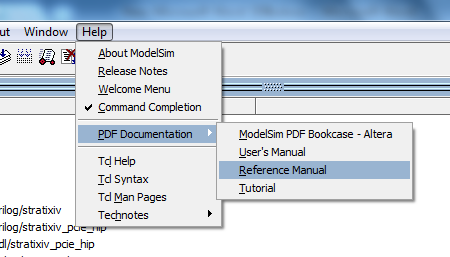 ut Window Help
About ModelSim
Release Notes
Welcome Menu
✓ Command Completion
PDF Documentation
ModelSim PDF Bookcase - Altera
User's Manual
Reference Manual
Tutorial
Tcl Help
Tcl Syntax
Tcl Man Pages
Technotes
rilog/stratixiv
rilog/stratixiv_pcie_hip
dl/stratixiv_pcie_hip